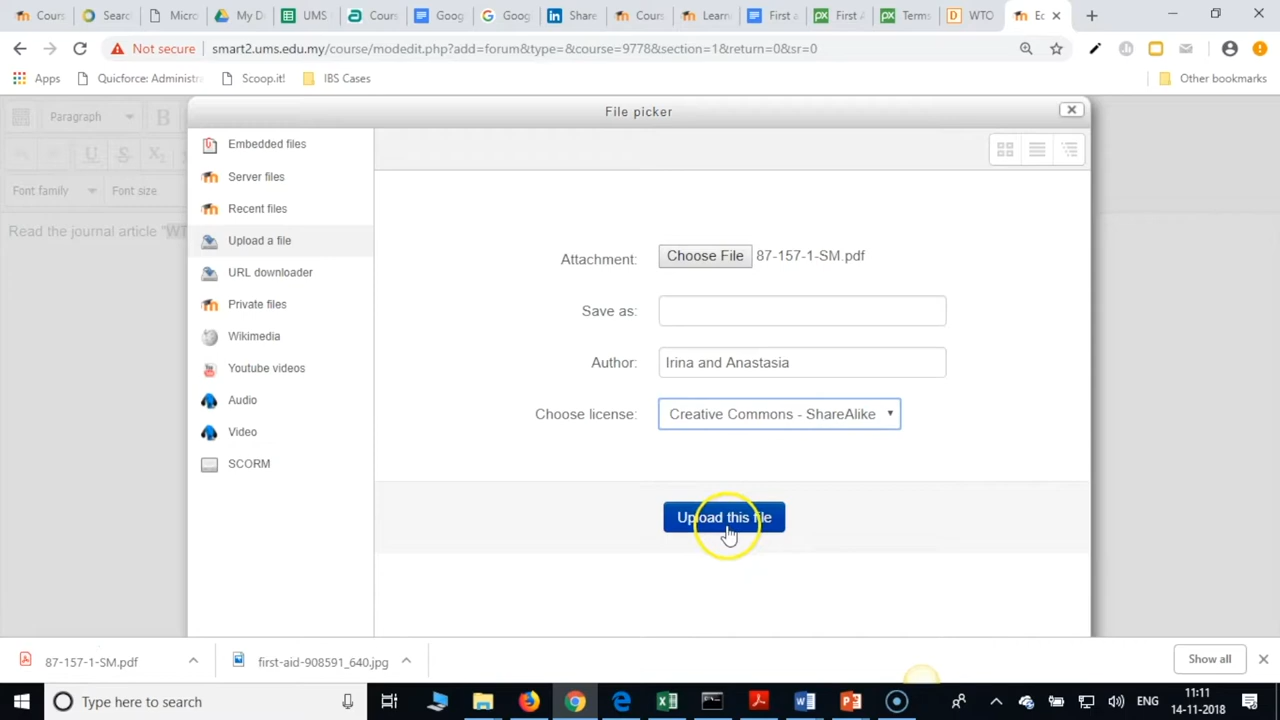 Cours
Searc
Micro
My D
UMS
Cours
Goog
Goog
Share
Cours
Learn
First a
First A
Terms
WTO
Ec
Not secure
smart2.ums.edu.my/course/modedit.php?add=forum&type=&course=9778&section=1&return=0&sr=0
Apps
Quicforce: Administra
Scoop.it!
IBS Cases
Other bookmarks
File picker
Paragraph
B
U
S
X
Font family
Font size
Read the journal article "WT
Embedded files
Server files
Recent files
Upload a file
URL downloader
Private files
Wikimedia
Youtube videos
Audio
Video
SCORM
Attachment:
Choose File
87-157-1-SM.pdf
Save as:
Author:
Irina and Anastasia
Choose license:
Creative Commons - ShareAlike
Upload this file
87-157-1-SM.pdf
first-aid-908591_640.jpg
Show all
Type here to search
ENG
11:11
14-11-2018